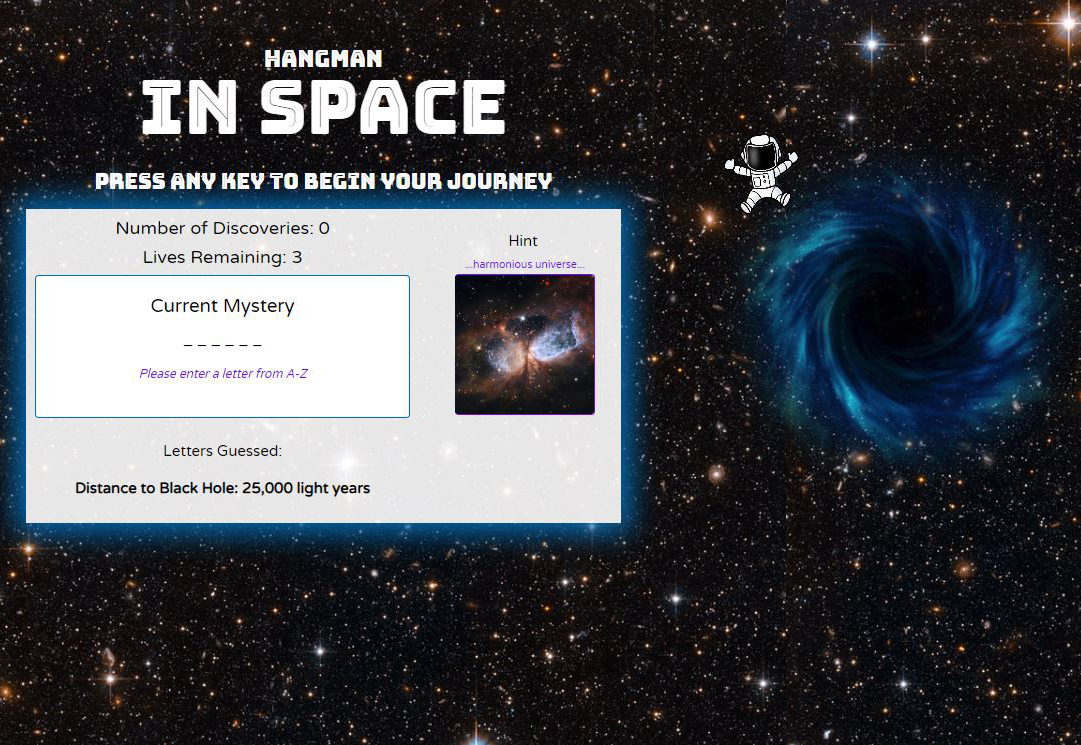 HANGMAN
IN SPACE
PRESS ANY KEY TO BEGIN YOUR JOURNEY
Number of Discoveries: 0
Lives Remaining: 3
Current Mystery
_ _ _ _ _ _
Please enter a letter from A-Z
Letters Guessed:
Distance to Black Hole: 25,000 light years
Hint
...harmonious universe...